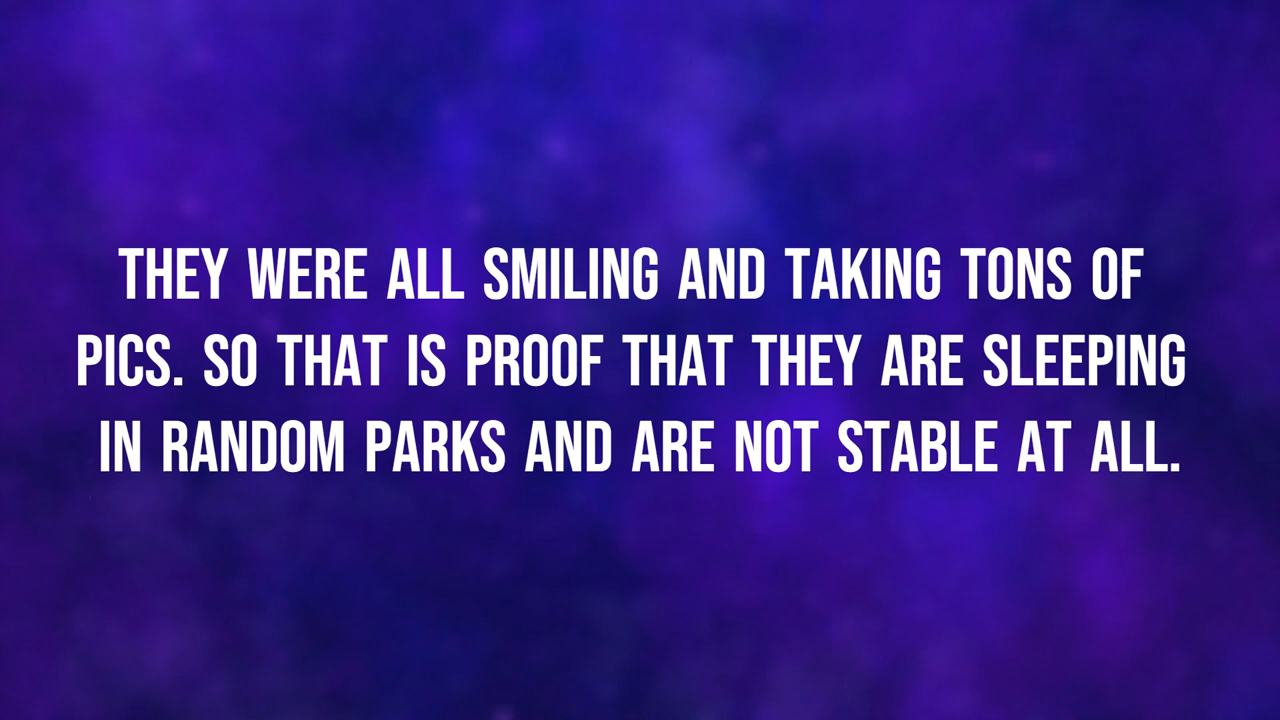 THEY WERE ALL SMILING AND TAKING TONS OF
PICS. SO THAT IS PROOF THAT THEY ARE SLEEPING
IN RANDOM PARKS AND ARE NOT STABLE AT ALL.